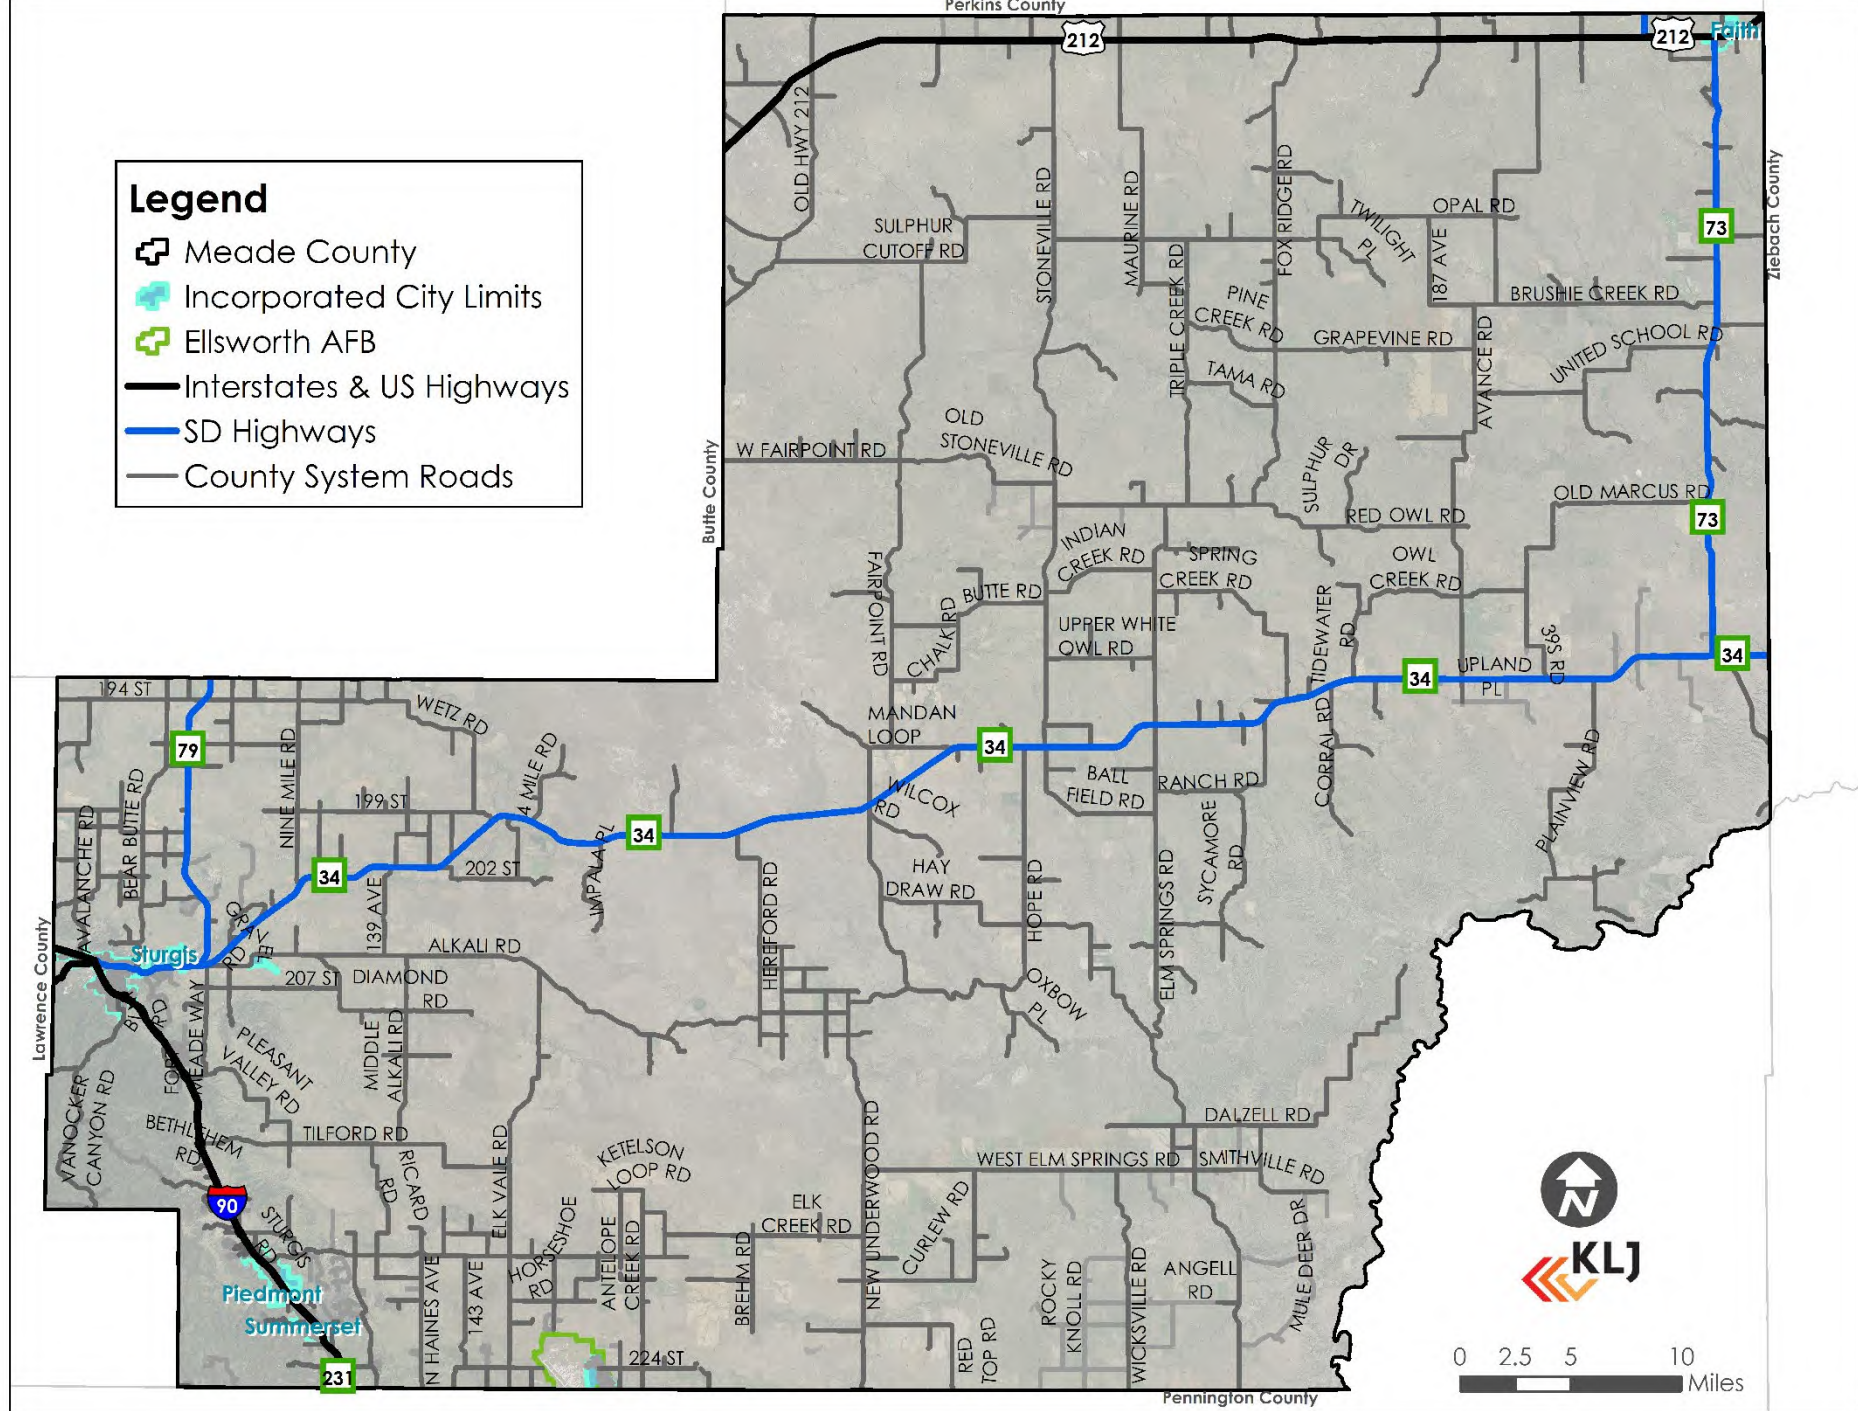 Perkins County
212
212
Faith
OLD HWY 212
Legend
Meade County
Incorporated City Limits
Ellsworth AFB
Interstates & US Highways
SD Highways
County System Roads
STONEVILLE RD
MAURINE RD
FOX RIDGE RD
TWILIGHT
PL
OPAL RD
187 AVE
73
Ziebach County
SULPHUR
CUTOFF RD
TRIPLE CREEK RD
PINE
CREEK RD
BRUSHIE CREEK RD
GRAPEVINE RD
AVANCE RD
UNITED SCHOOL RD
TAMA RD
OLD
STONEVILLE RD
W FAIRPOINT RD
Butte County
SULPHUR
DR
OLD MARCUS RD
73
RED OWL RD
INDIAN
CREEK RD
SPRING
CREEK RD
OWL
CREEK RD
FAIRPOINT RD
BUTTE RD
CHALK RD
UPPER WHITE
OWL RD
TIDEWATER
RD
39S RD
34
UPLAND
PL
34
194 ST
WETZ RD
MANDAN
LOOP
34
79
NINE MILE RD
4 MILE RD
CORRAL RD
PLAINVIEW RD
BALL
FIELD RD
RANCH RD
WILCOX
RD
199 ST
AVALANCHE RD
BEAR BUTTE RD
IMPALA PL
34
SYCAMORE
RD
34
202 ST
HAY
DRAW RD
HEREFORD RD
HOPE RD
ELM SPRINGS RD
139 AVE
GRAVEL
RD
Lawrence County
Sturgis
ALKALI RD
207 ST
DIAMOND
RD
OXBOW
PL
RD
FORT
MEADE WAY
PLEASANT
VALLEY RD
MIDDLE
ALKALI RD
VANOCKER
CANYON RD
BETHLEHEM
RD
TILFORD RD
DALZELL RD
RICARD
RD
ELK VALE RD
KETELSON
LOOP RD
NEW UNDERWOOD RD
WEST ELM SPRINGS RD
SMITHVILLE RD
90
STURGIS
RD
HORSESHOE
RD
ANTELOPE
CREEK RD
ELK
CREEK RD
CURLEW RD
MULE DEER DR
N
KLJ
N HAINES AVE
143 AVE
BREHM RD
ROCKY
KNOLL RD
WICKSVILLE RD
ANGELL
RD
Piedmont
Summerset
231
224 ST
RED
TOP RD
0 2.5 5 10
Miles
Pennington County